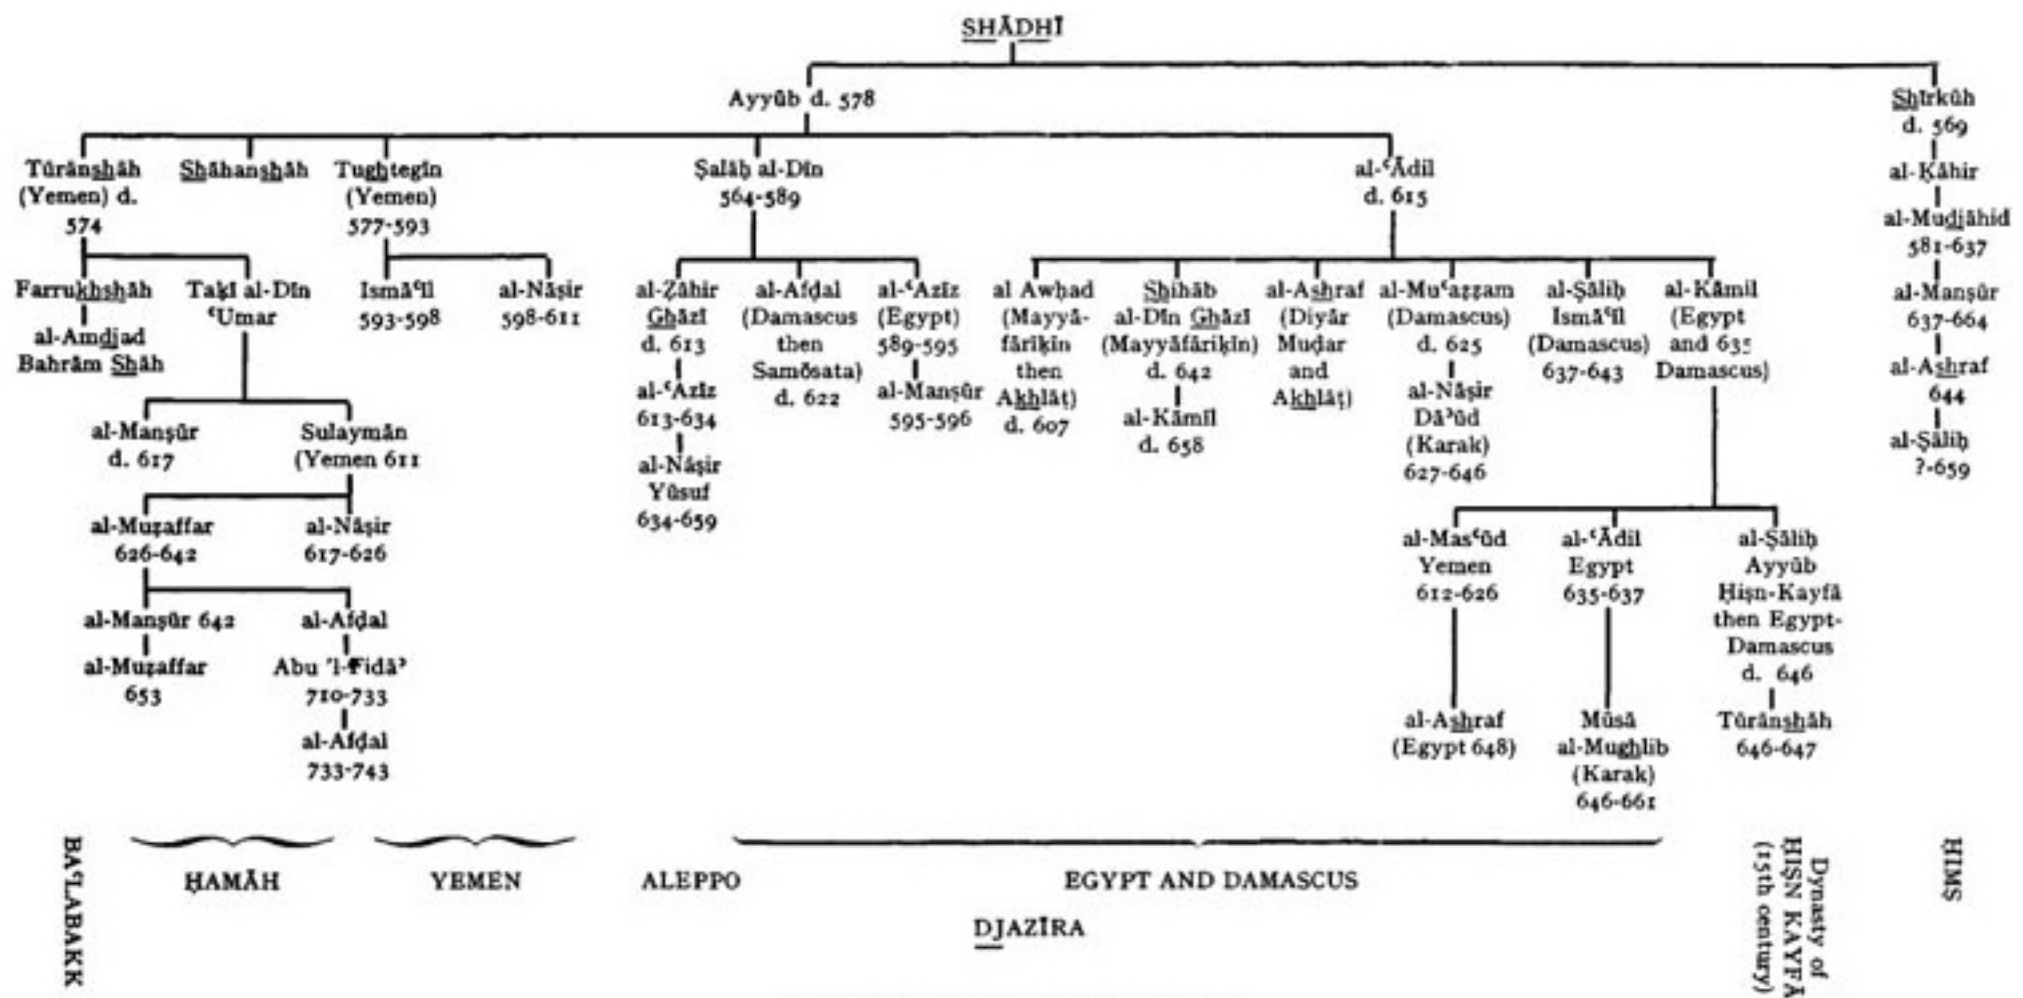 SHĀDHĪ
Ayyūb d. 578
Shīrkūh
d. 569
Tūrānshāh
(Yemen) d.
574
Shāhanshāh
Tughtegīn
(Yemen)
577-593
Ṣalāḥ al-Dīn
564-589
al-ʿĀdil
d. 615
al-Ḳāhir
al-Mudjāhid
581-637
al-Manṣūr
637-664
al-Ashraf
644
al-Ṣāliḥ
?-659
Farrukhshāh
al-Amdjad
Bahrām Shāh
Taḳī al-Dīn
ʿUmar
Ismāʿīl
593-598
al-Nāṣir
598-611
al-Ẓāhir
Ghāzī
d. 613
al-ʿAzīz
613-634
al-Nāṣir
Yūsuf
634-659
al-Afḍal
(Damascus
then
Samōsata)
d. 622
al-ʿAzīz
(Egypt)
589-595
al-Manṣūr
595-596
al Awḥad
(Mayyā-
fāriḳīn
then
Akhlāṭ)
d. 607
Shihāb
al-Dīn Ghāzī
(Mayyāfāriḳīn)
d. 642
al-Kāmil
d. 658
al-Ashraf
(Diyār
Muḍar
and
Akhlāṭ)
al-Muʿaẓẓam
(Damascus)
d. 625
al-Nāṣir
Dāʾūd
(Karak)
627-646
al-Ṣāliḥ
Ismāʿīl
(Damascus)
637-643
al-Kāmil
(Egypt
and 635
Damascus)
al-Manṣūr
d. 617
Sulaymān
(Yemen 611
al-Muẓaffar
626-642
al-Nāṣir
617-626
al-Manṣūr 642
al-Muẓaffar
653
al-Afḍal
Abu 'l-Fidāʾ
710-733
al-Afḍal
733-743
al-Masʿūd
Yemen
612-626
al-Ashraf
(Egypt 648)
al-ʿĀdil
Egypt
635-637
Mūsā
al-Mughlib
(Karak)
646-661
al-Ṣāliḥ
Ayyūb
Ḥiṣn-Kayfā
then Egypt-
Damascus
d. 646
Tūrānshāh
646-647
BAʿLABAKK
ḤAMĀH
YEMEN
ALEPPO
EGYPT AND DAMASCUS
DJAZĪRA
Dynasty of
ḤIṢN KAYFĀ
(15th century)
ḤIMṢ